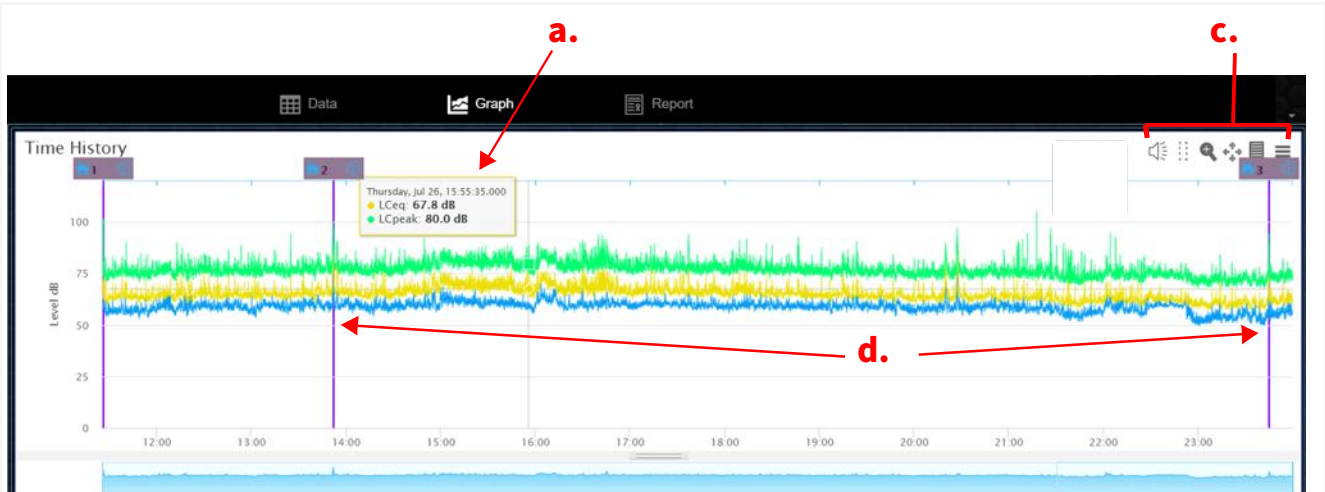 a.
c.
Data
Graph
Report
Time History
1
2
3
Thursday, Jul 26, 15:55:35.000
LCeq: 67.8 dB
LCpeak: 80.0 dB
100
75
50
25
0
Level dB
d.
12:00
13:00
14:00
15:00
16:00
17:00
18:00
19:00
20:00
21:00
22:00
23:00